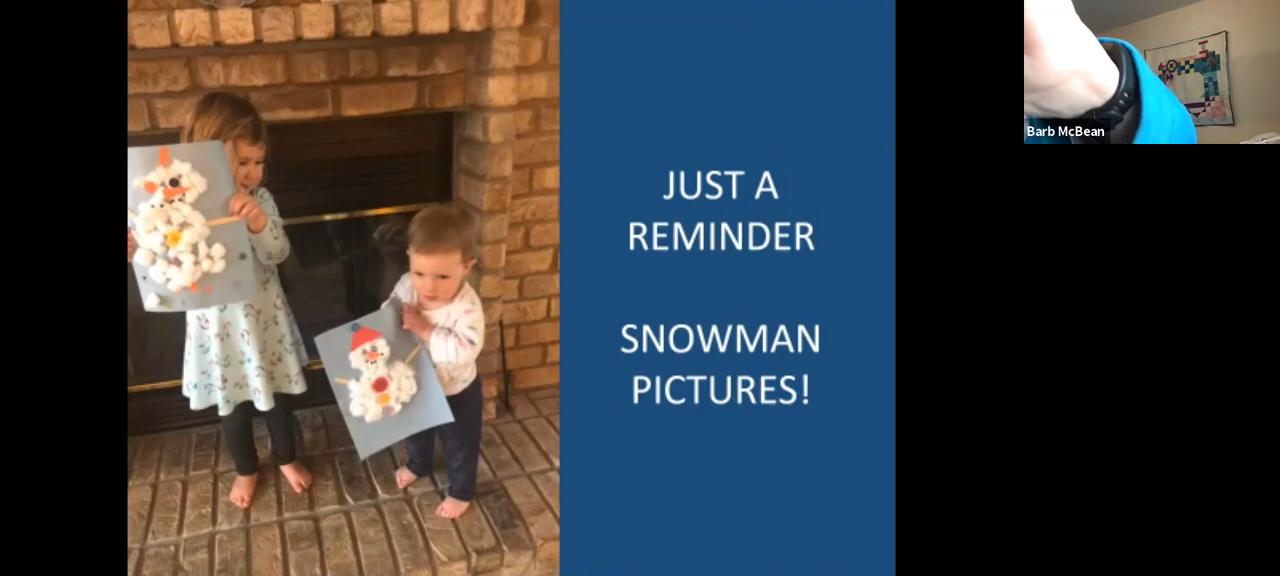 JUST A
REMINDER
SNOWMAN
PICTURES!
Barb McBean